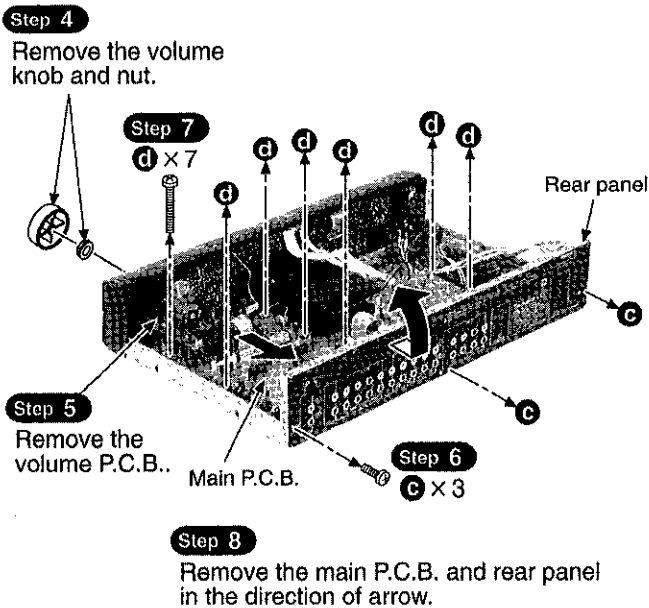 Step 4
Remove the volume
knob and nut.
Step 7
d × 7
d
d
d
d
d
d
Rear panel
c
c
Step 5
Remove the
volume P.C.B..
Main P.C.B.
Step 6
c × 3
Step 8
Remove the main P.C.B. and rear panel
in the direction of arrow.